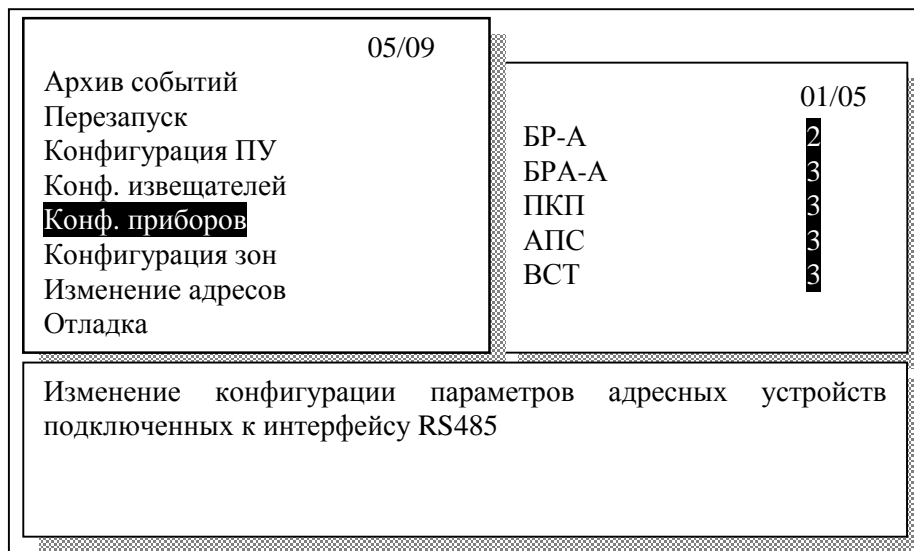 05/09
Архив событий
Перезапуск
Конфигурация ПУ
Конф. извещателей
Конф. приборов
Конфигурация зон
Изменение адресов
Отладка
01/05
БР-А 2
БРА-А 3
ПКП 3
АПС 3
ВСТ 3
Изменение конфигурации параметров адресных устройств
подключенных к интерфейсу RS485